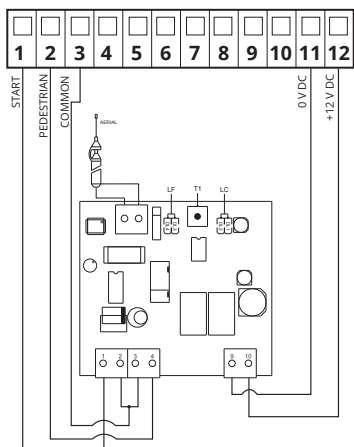 1 2 3 4 5 6 7 8 9 10 11 12
START
PEDESTRIAN
COMMON
0 V DC
+12 V DC
AERIAL
LF T1 LC
1 2 3 4 9 10